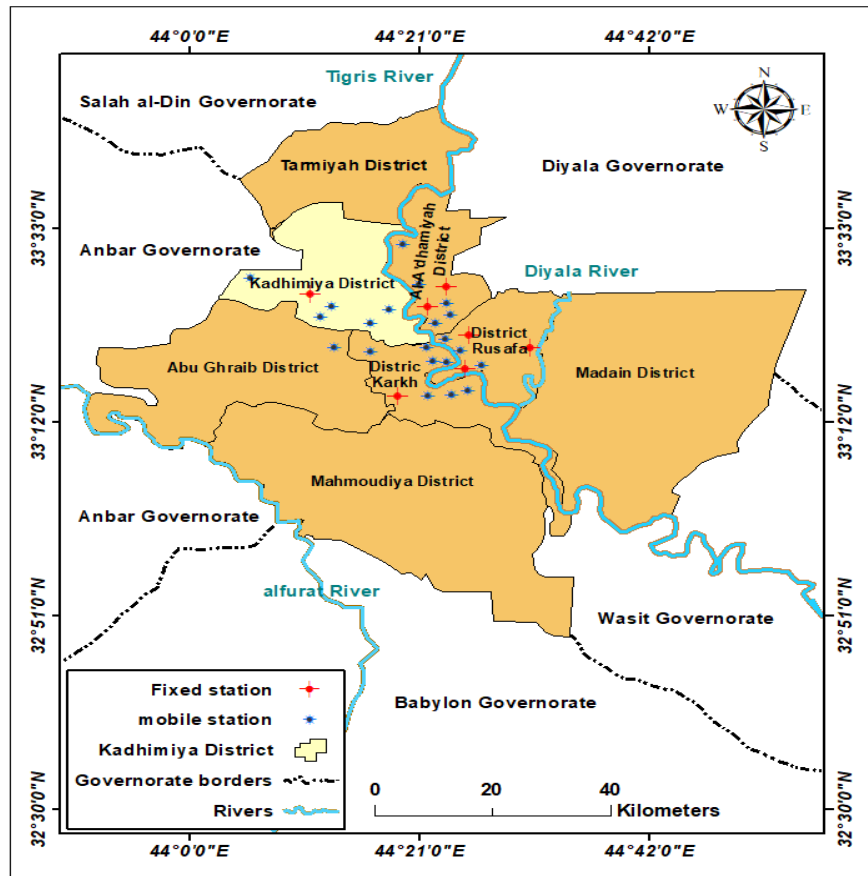 44°0'0"E
44°21'0"E
44°42'0"E
Tigris River
Salah al-Din Governorate
N
W
E
S
Tarmiyah District
Diyala Governorate
33°33'0"N
33°33'0"N
Al-A'dhamiyah
District
Anbar Governorate
Diyala River
Kadhimiya District
District
Rusafa
Abu Ghraib District
Distric
Karkh
Madain District
33°12'0"N
33°12'0"N
Mahmoudiya District
Anbar Governorate
alfurat River
32°51'0"N
32°51'0"N
Wasit Governorate
Fixed station
mobile station
Kadhimiya District
Governorate borders
Rivers
Babylon Governorate
0
20
40
Kilometers
32°30'0"N
32°30'0"N
44°0'0"E
44°21'0"E
44°42'0"E